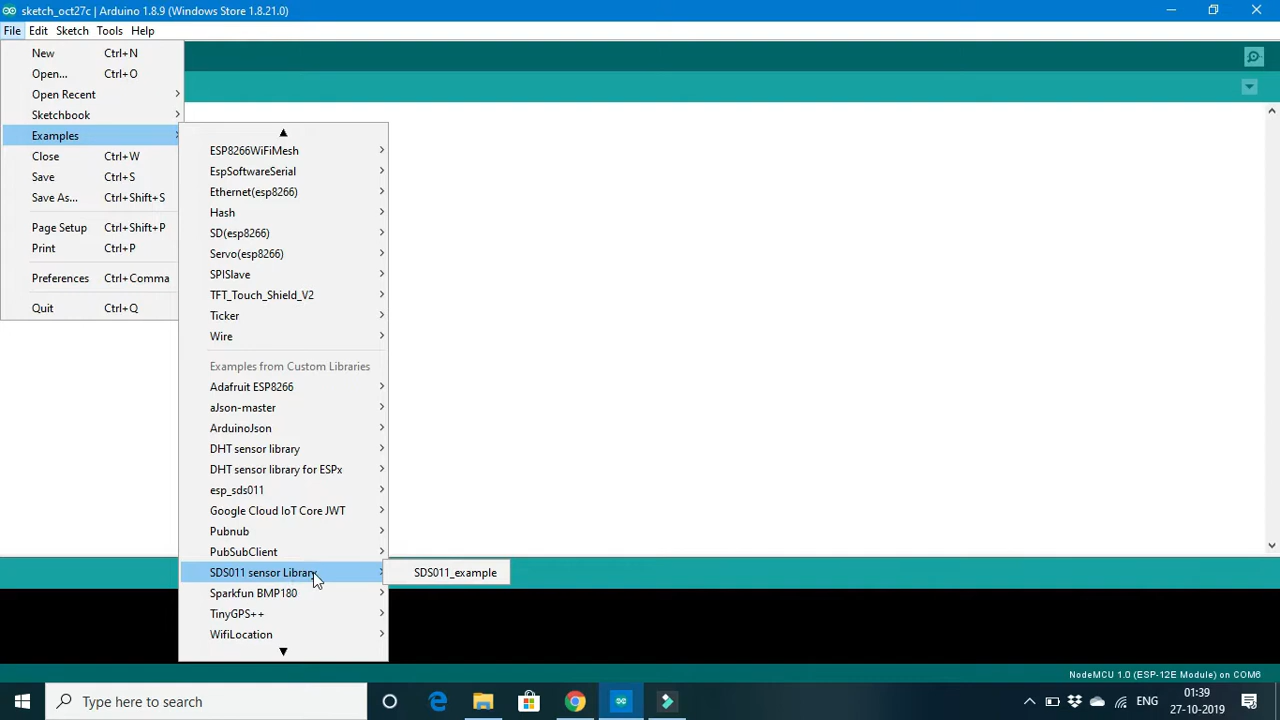 sketch_oct27c | Arduino 1.8.9 (Windows Store 1.8.21.0)
File Edit Sketch Tools Help
New Ctrl+N
Open... Ctrl+O
Open Recent
Sketchbook
Examples
Close Ctrl+W
Save Ctrl+S
Save As... Ctrl+Shift+S
Page Setup Ctrl+Shift+P
Print Ctrl+P
Preferences Ctrl+Comma
Quit Ctrl+Q
ESP8266WiFiMesh
EspSoftwareSerial
Ethernet(esp8266)
Hash
SD(esp8266)
Servo(esp8266)
SPISlave
TFT_Touch_Shield_V2
Ticker
Wire
Examples from Custom Libraries
Adafruit ESP8266
aJson-master
ArduinoJson
DHT sensor library
DHT sensor library for ESPx
esp_sds011
Google Cloud IoT Core JWT
Pubnub
PubSubClient
SDS011 sensor Library
SDS011_example
Sparkfun BMP180
TinyGPS++
WifiLocation
NodeMCU 1.0 (ESP-12E Module) on COM6
Type here to search
ENG
01:39
27-10-2019